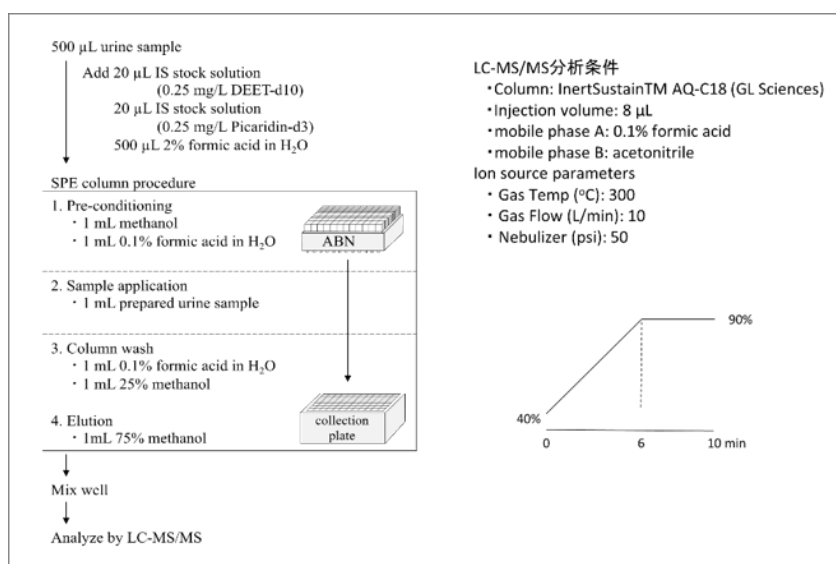 500 µL urine sample
Add 20 µL IS stock solution
(0.25 mg/L DEET-d10)
20 µL IS stock solution
(0.25 mg/L Picaridin-d3)
500 µL 2% formic acid in H₂O
SPE column procedure
1. Pre-conditioning
・1 mL methanol
・1 mL 0.1% formic acid in H₂O
ABN
2. Sample application
・1 mL prepared urine sample
3. Column wash
・1 mL 0.1% formic acid in H₂O
・1 mL 25% methanol
4. Elution
・1mL 75% methanol
collection
plate
Mix well
Analyze by LC-MS/MS
LC-MS/MS分析条件
・Column: InertSustainTM AQ-C18 (GL Sciences)
・Injection volume: 8 µL
・mobile phase A: 0.1% formic acid
・mobile phase B: acetonitrile
Ion source parameters
・Gas Temp (°C): 300
・Gas Flow (L/min): 10
・Nebulizer (psi): 50
90%
40%
0 6 10 min